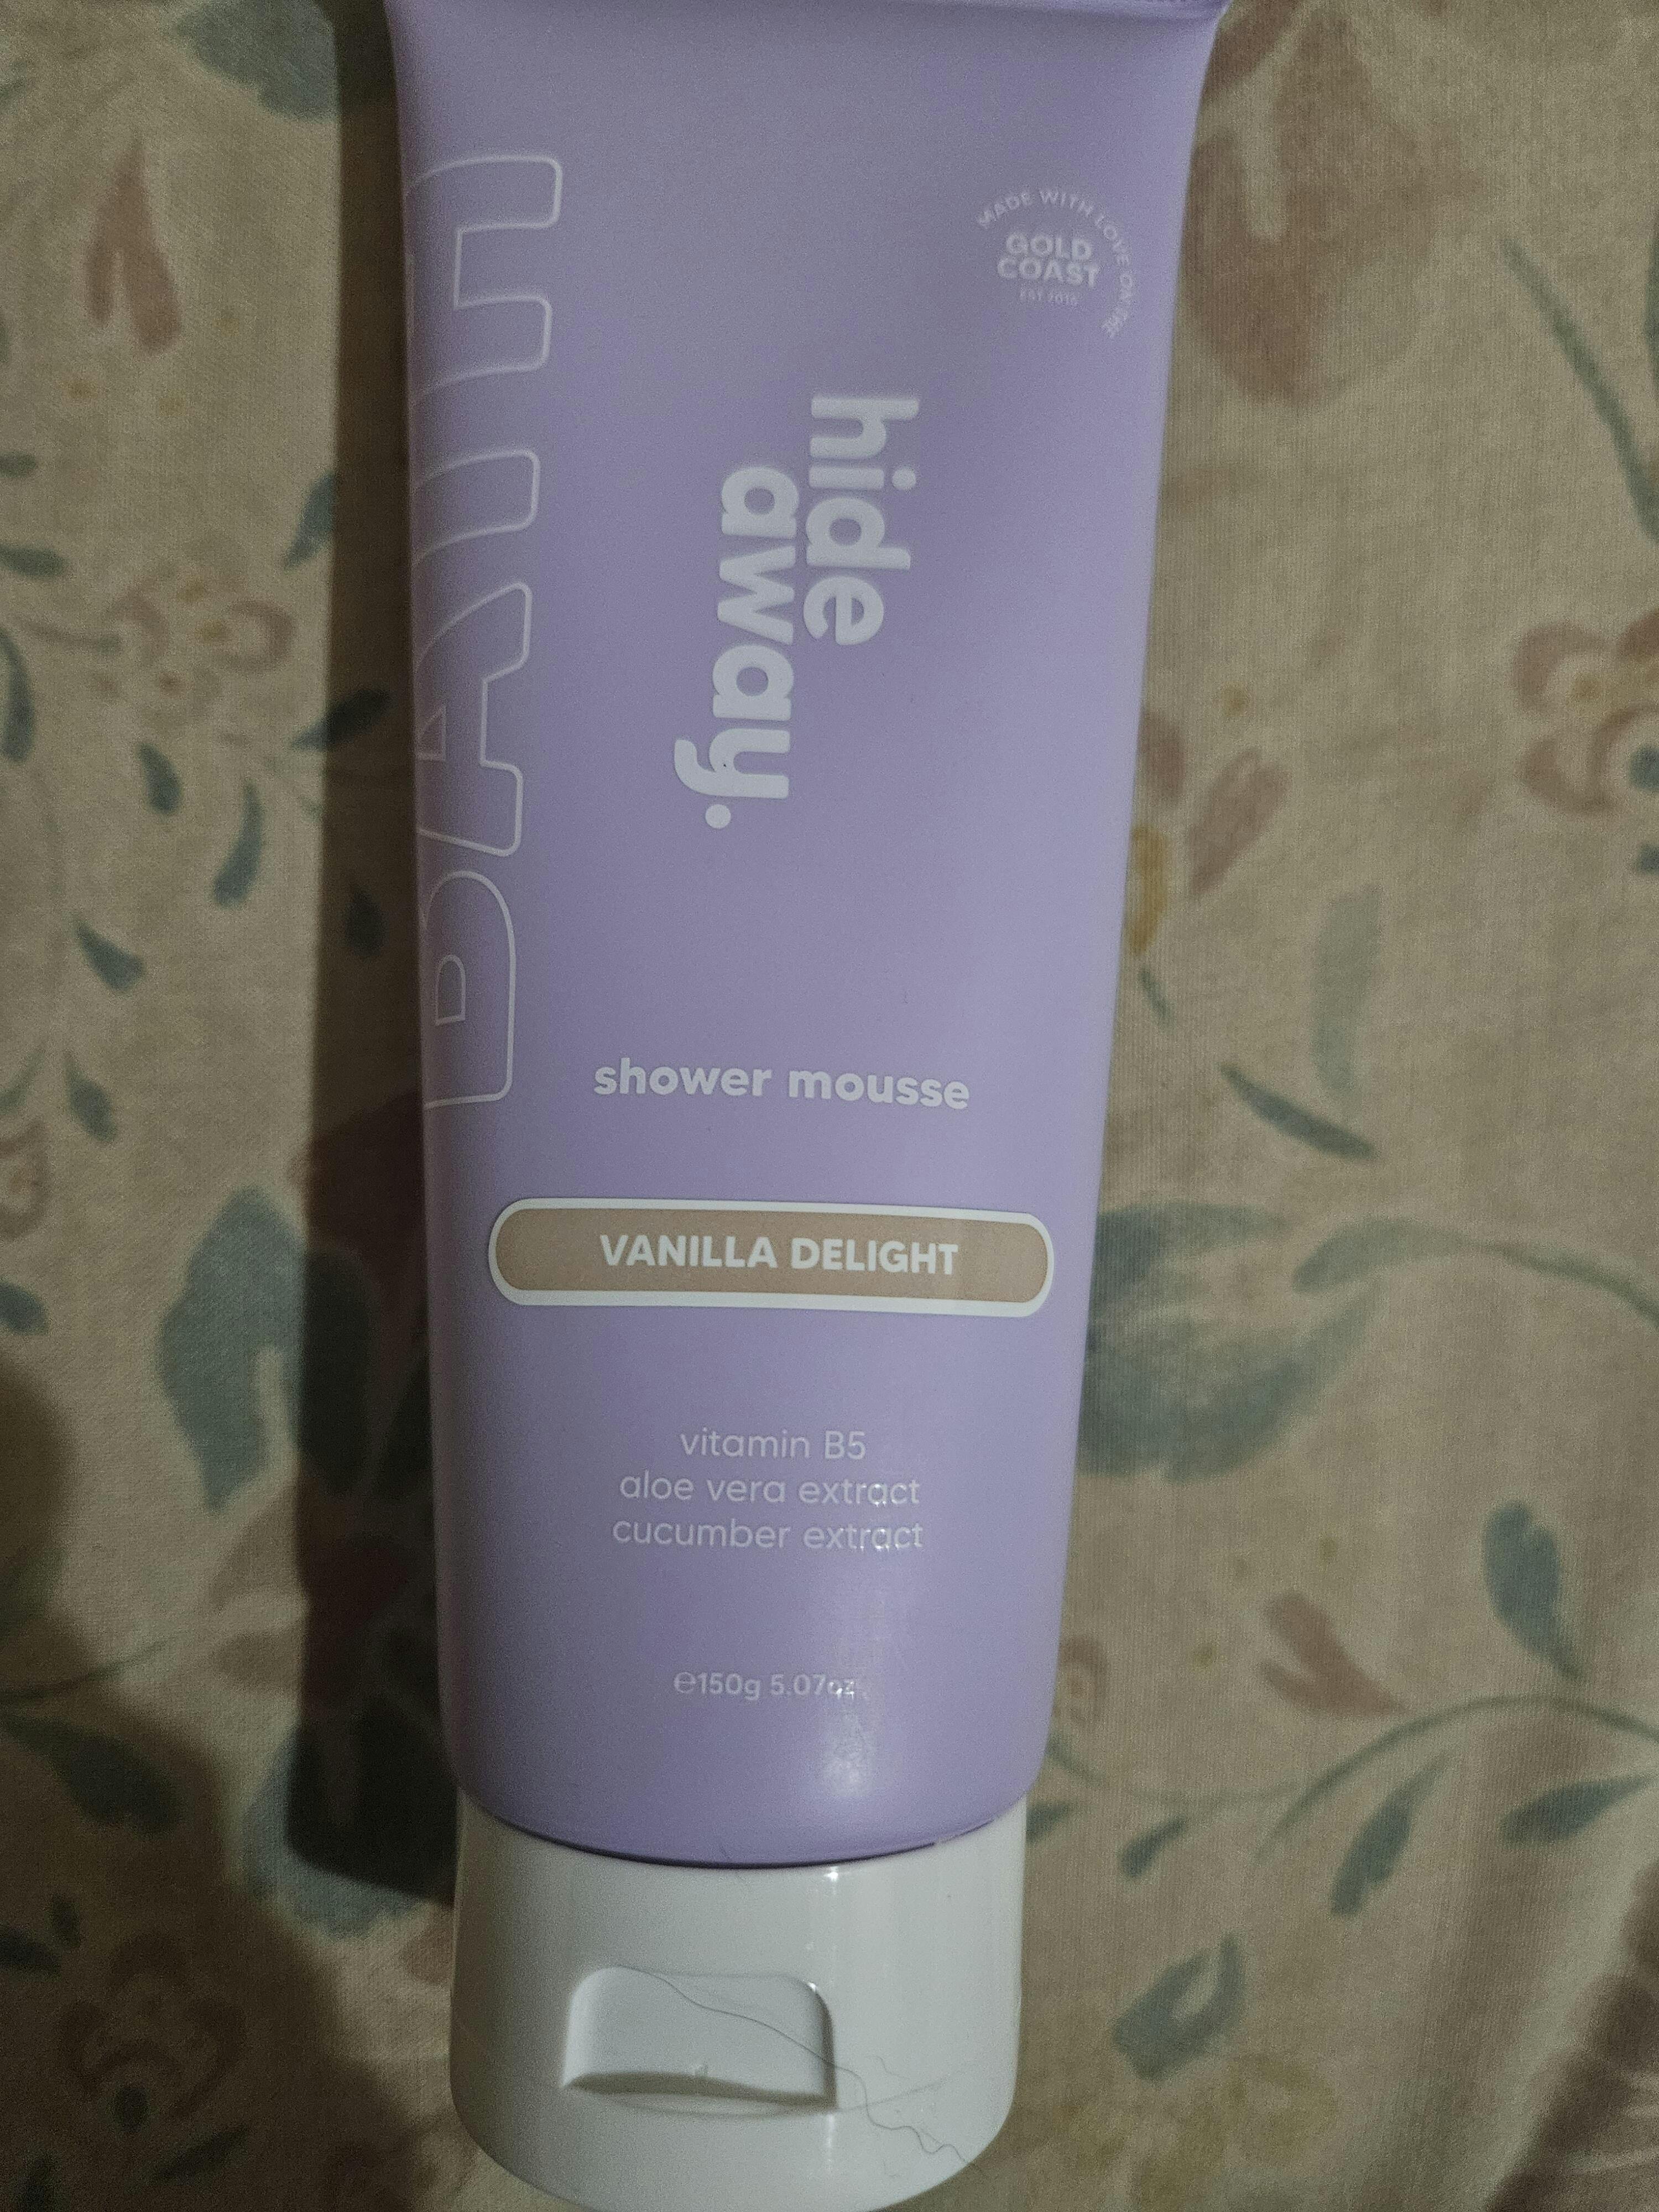 MADE WITH LOVE ON THE
GOLD
COAST
EST 2016
BATH
hide
away.
shower mousse
VANILLA DELIGHT
vitamin B5
aloe vera extract
cucumber extract
℮150g 5.07oz